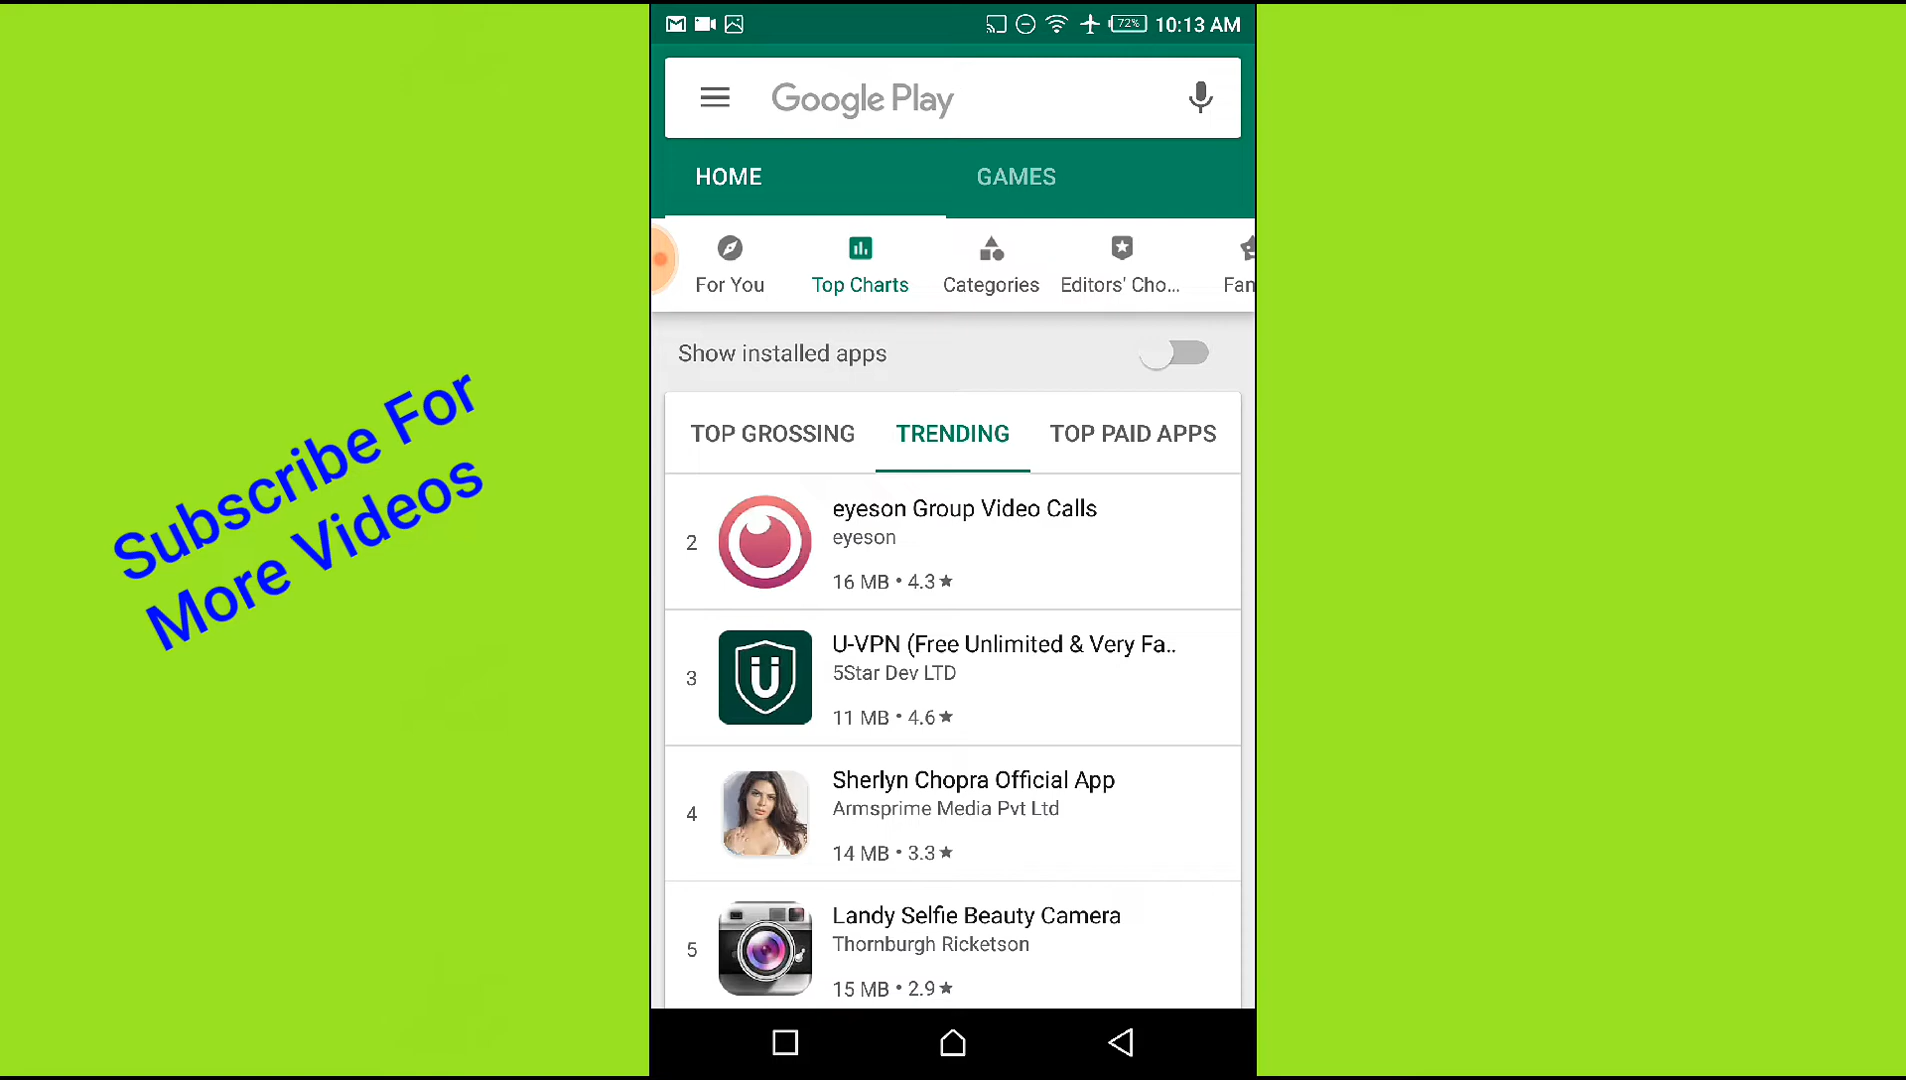 72% 10:13 AM
Google Play
HOME GAMES
For You Top Charts Categories Editors' Cho... Fan
Show installed apps
TOP GROSSING TRENDING TOP PAID APPS
2
eyeson Group Video Calls
eyeson
16 MB • 4.3★
3
U-VPN (Free Unlimited & Very Fa..
5Star Dev LTD
11 MB • 4.6★
4
Sherlyn Chopra Official App
Armsprime Media Pvt Ltd
14 MB • 3.3★
5
Landy Selfie Beauty Camera
Thornburgh Ricketson
15 MB • 2.9★
Subscribe For
More Videos